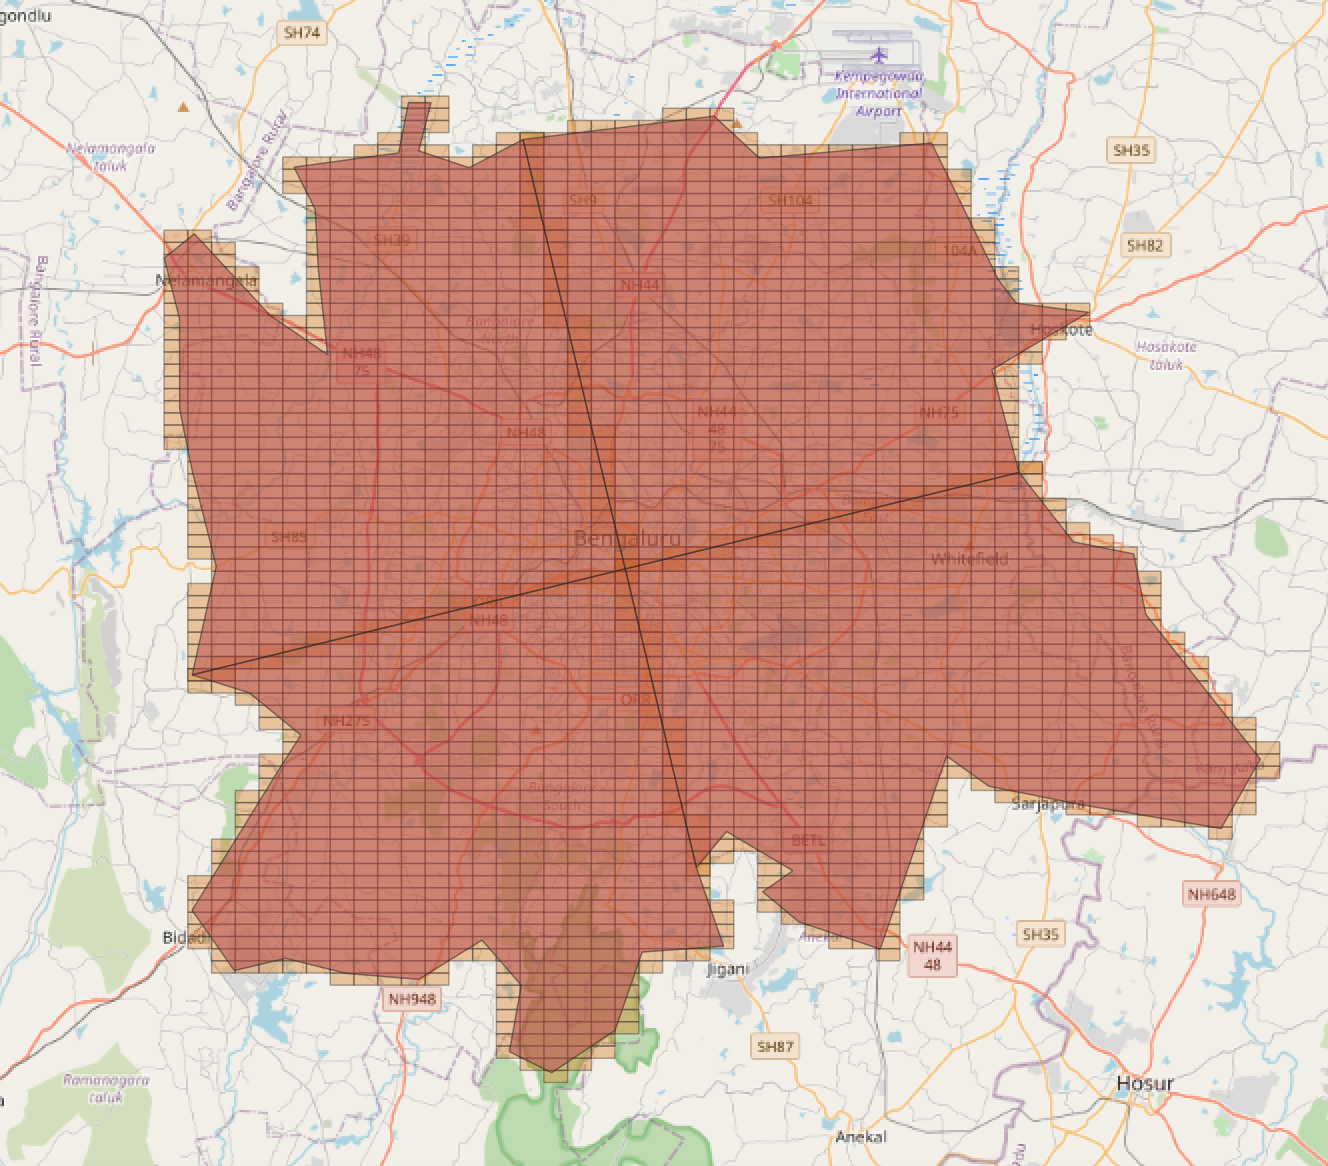 gondlu
SH74
Kempegowda
International
Airport
Nelamangala
taluk
Bangalore Rural
SH35
SH9
SH104
SH39
104A
SH82
Bangalore Rural
Nelamangala
NH44
Bangalore
North
Hoskote
Hosakote
taluk
NH48
75
NH44
48
75
NH75
NH48
SH85
Bengaluru
Whitefield
NH48
ORR
NH275
South
Sarjapura
BETL
NH648
Bidadi
Anekal
SH35
NH44
48
Jigani
NH948
SH87
Ramanagara
taluk
Hosur
Anekal